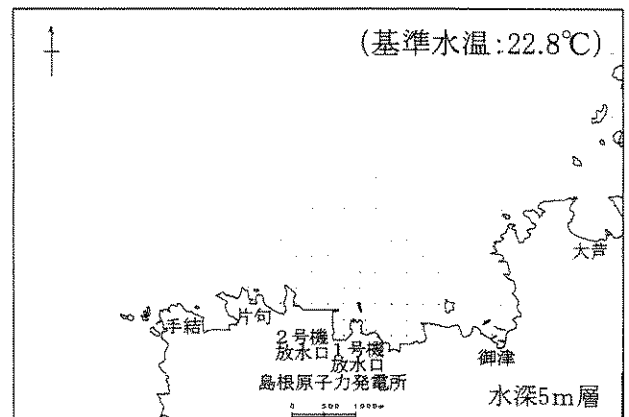 (基準水温:22.8℃)
大芦
手結
片句
2号機
放水口
1号機
放水口
御津
島根原子力発電所
水深5m層
0 500 1000m